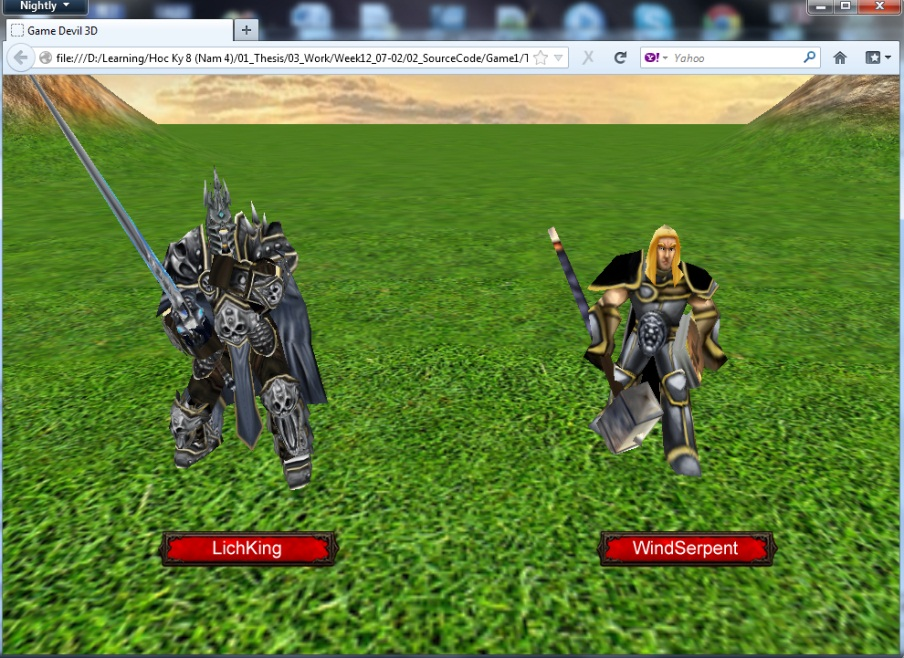 Nightly
Game Devil 3D
file:///D:/Learning/Hoc Ky 8 (Nam 4)/01_Thesis/03_Work/Week12_07-02/02_SourceCode/Game1/
Yahoo
LichKing
WindSerpent